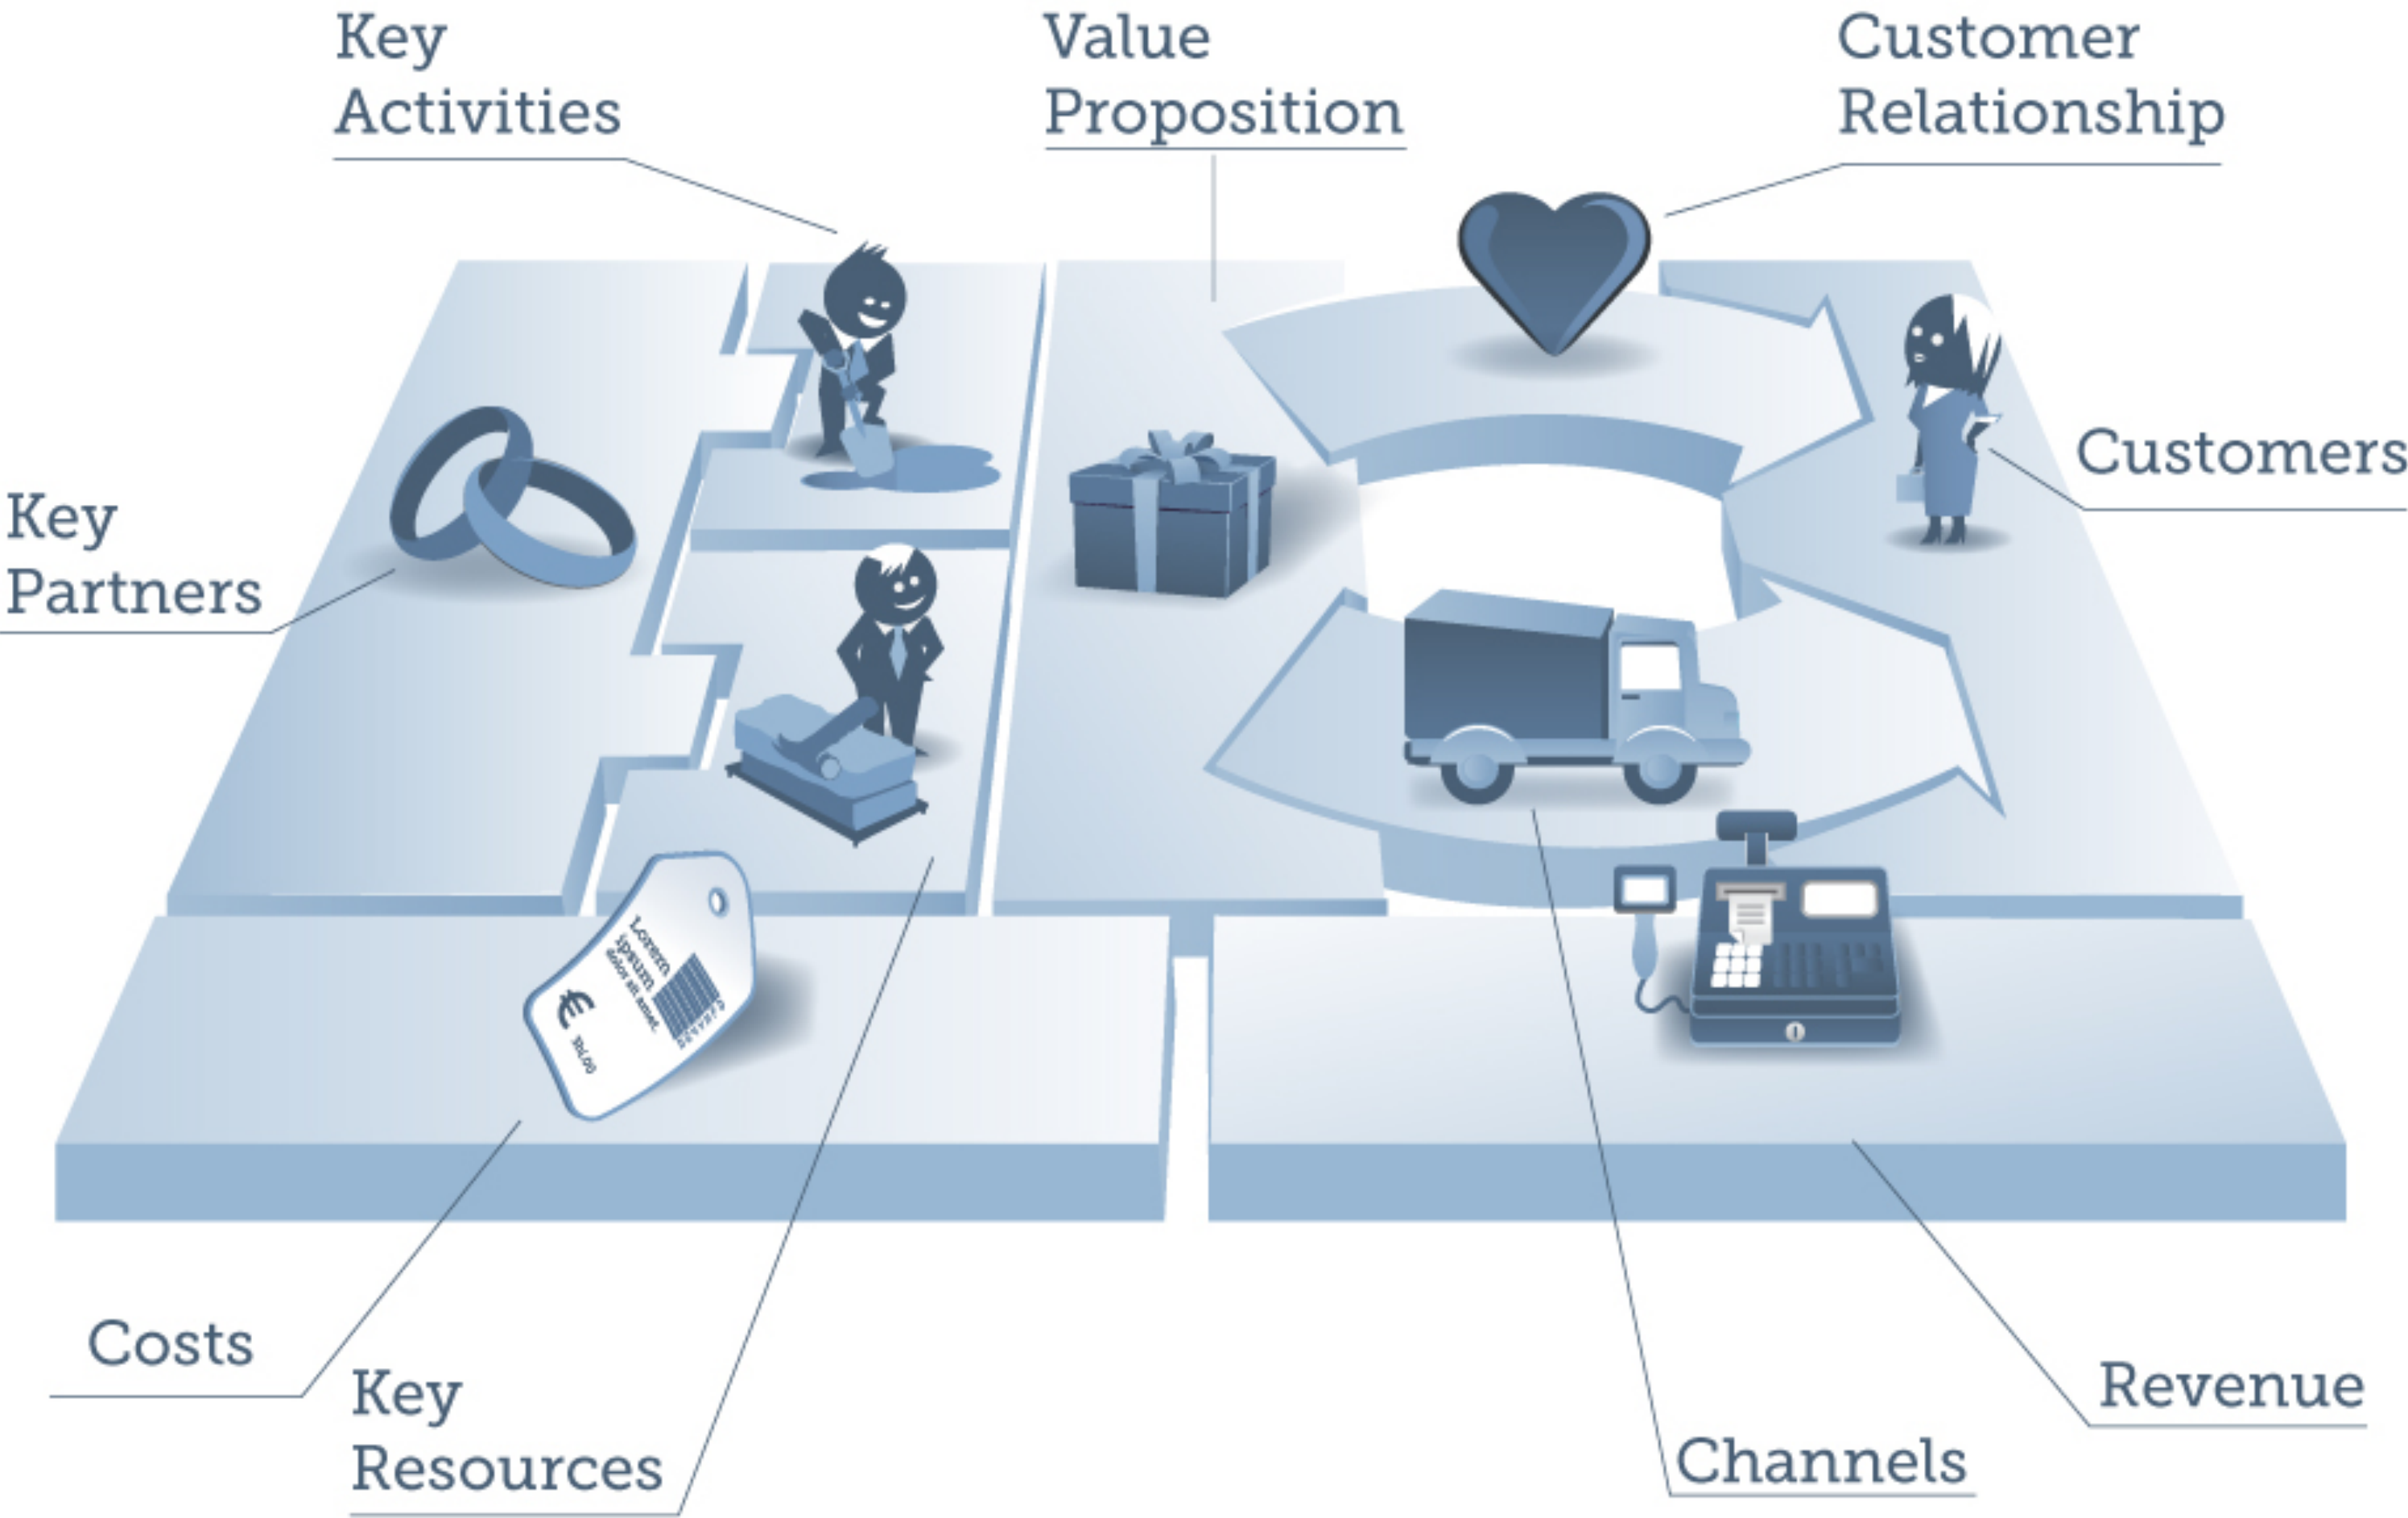 Key
Activities
Value
Proposition
Customer
Relationship
Customers
Key
Partners
Lorem
ipsum
dolor sit amet
€
Costs
Key
Resources
Channels
Revenue